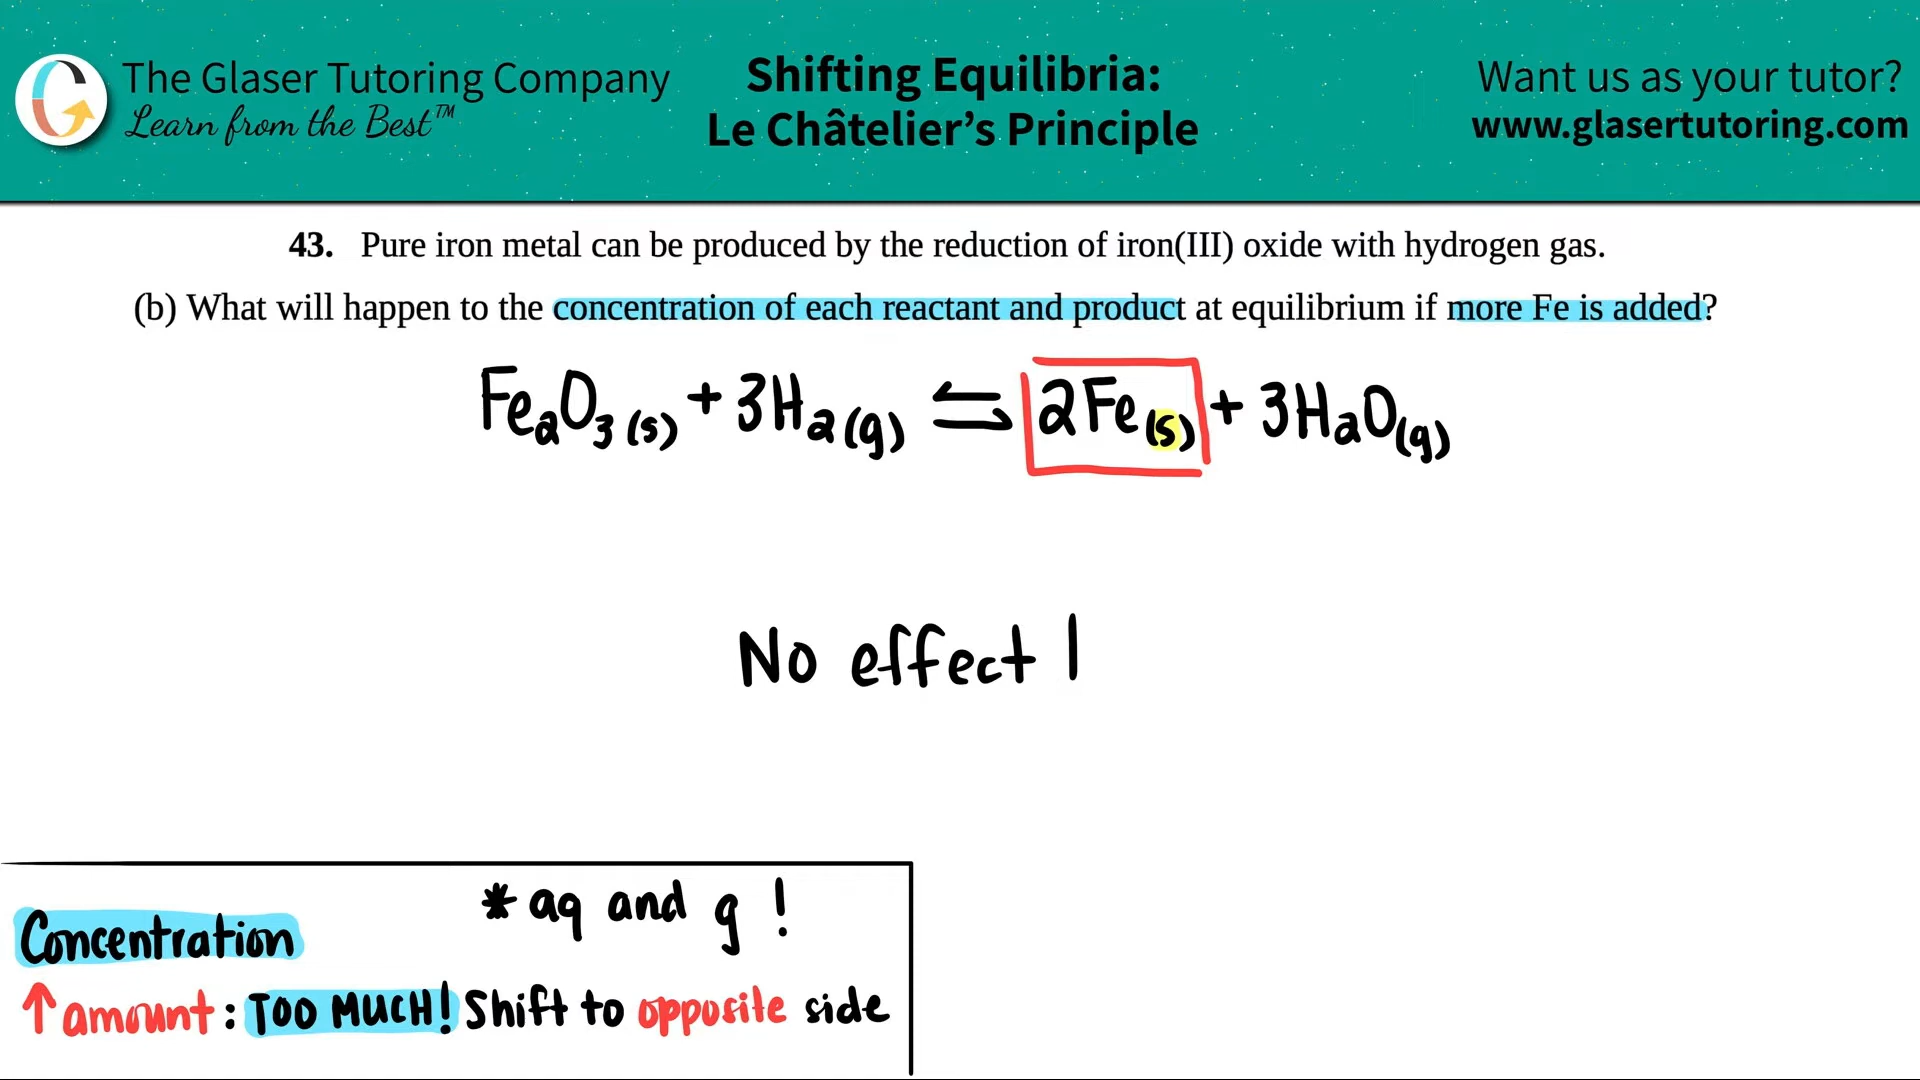 The Glaser Tutoring Company
Learn from the Best™
Shifting Equilibria:
Le Châtelier’s Principle
Want us as your tutor?
www.glasertutoring.com
43. Pure iron metal can be produced by the reduction of iron(III) oxide with hydrogen gas.
(b) What will happen to the concentration of each reactant and product at equilibrium if more Fe is added?
Fe₂O₃(s) + 3H₂(g) ⇌ 2Fe(s) + 3H₂O(g)
No effect |
* aq and g !
Concentration
↑ amount: TOO MUCH! Shift to opposite side